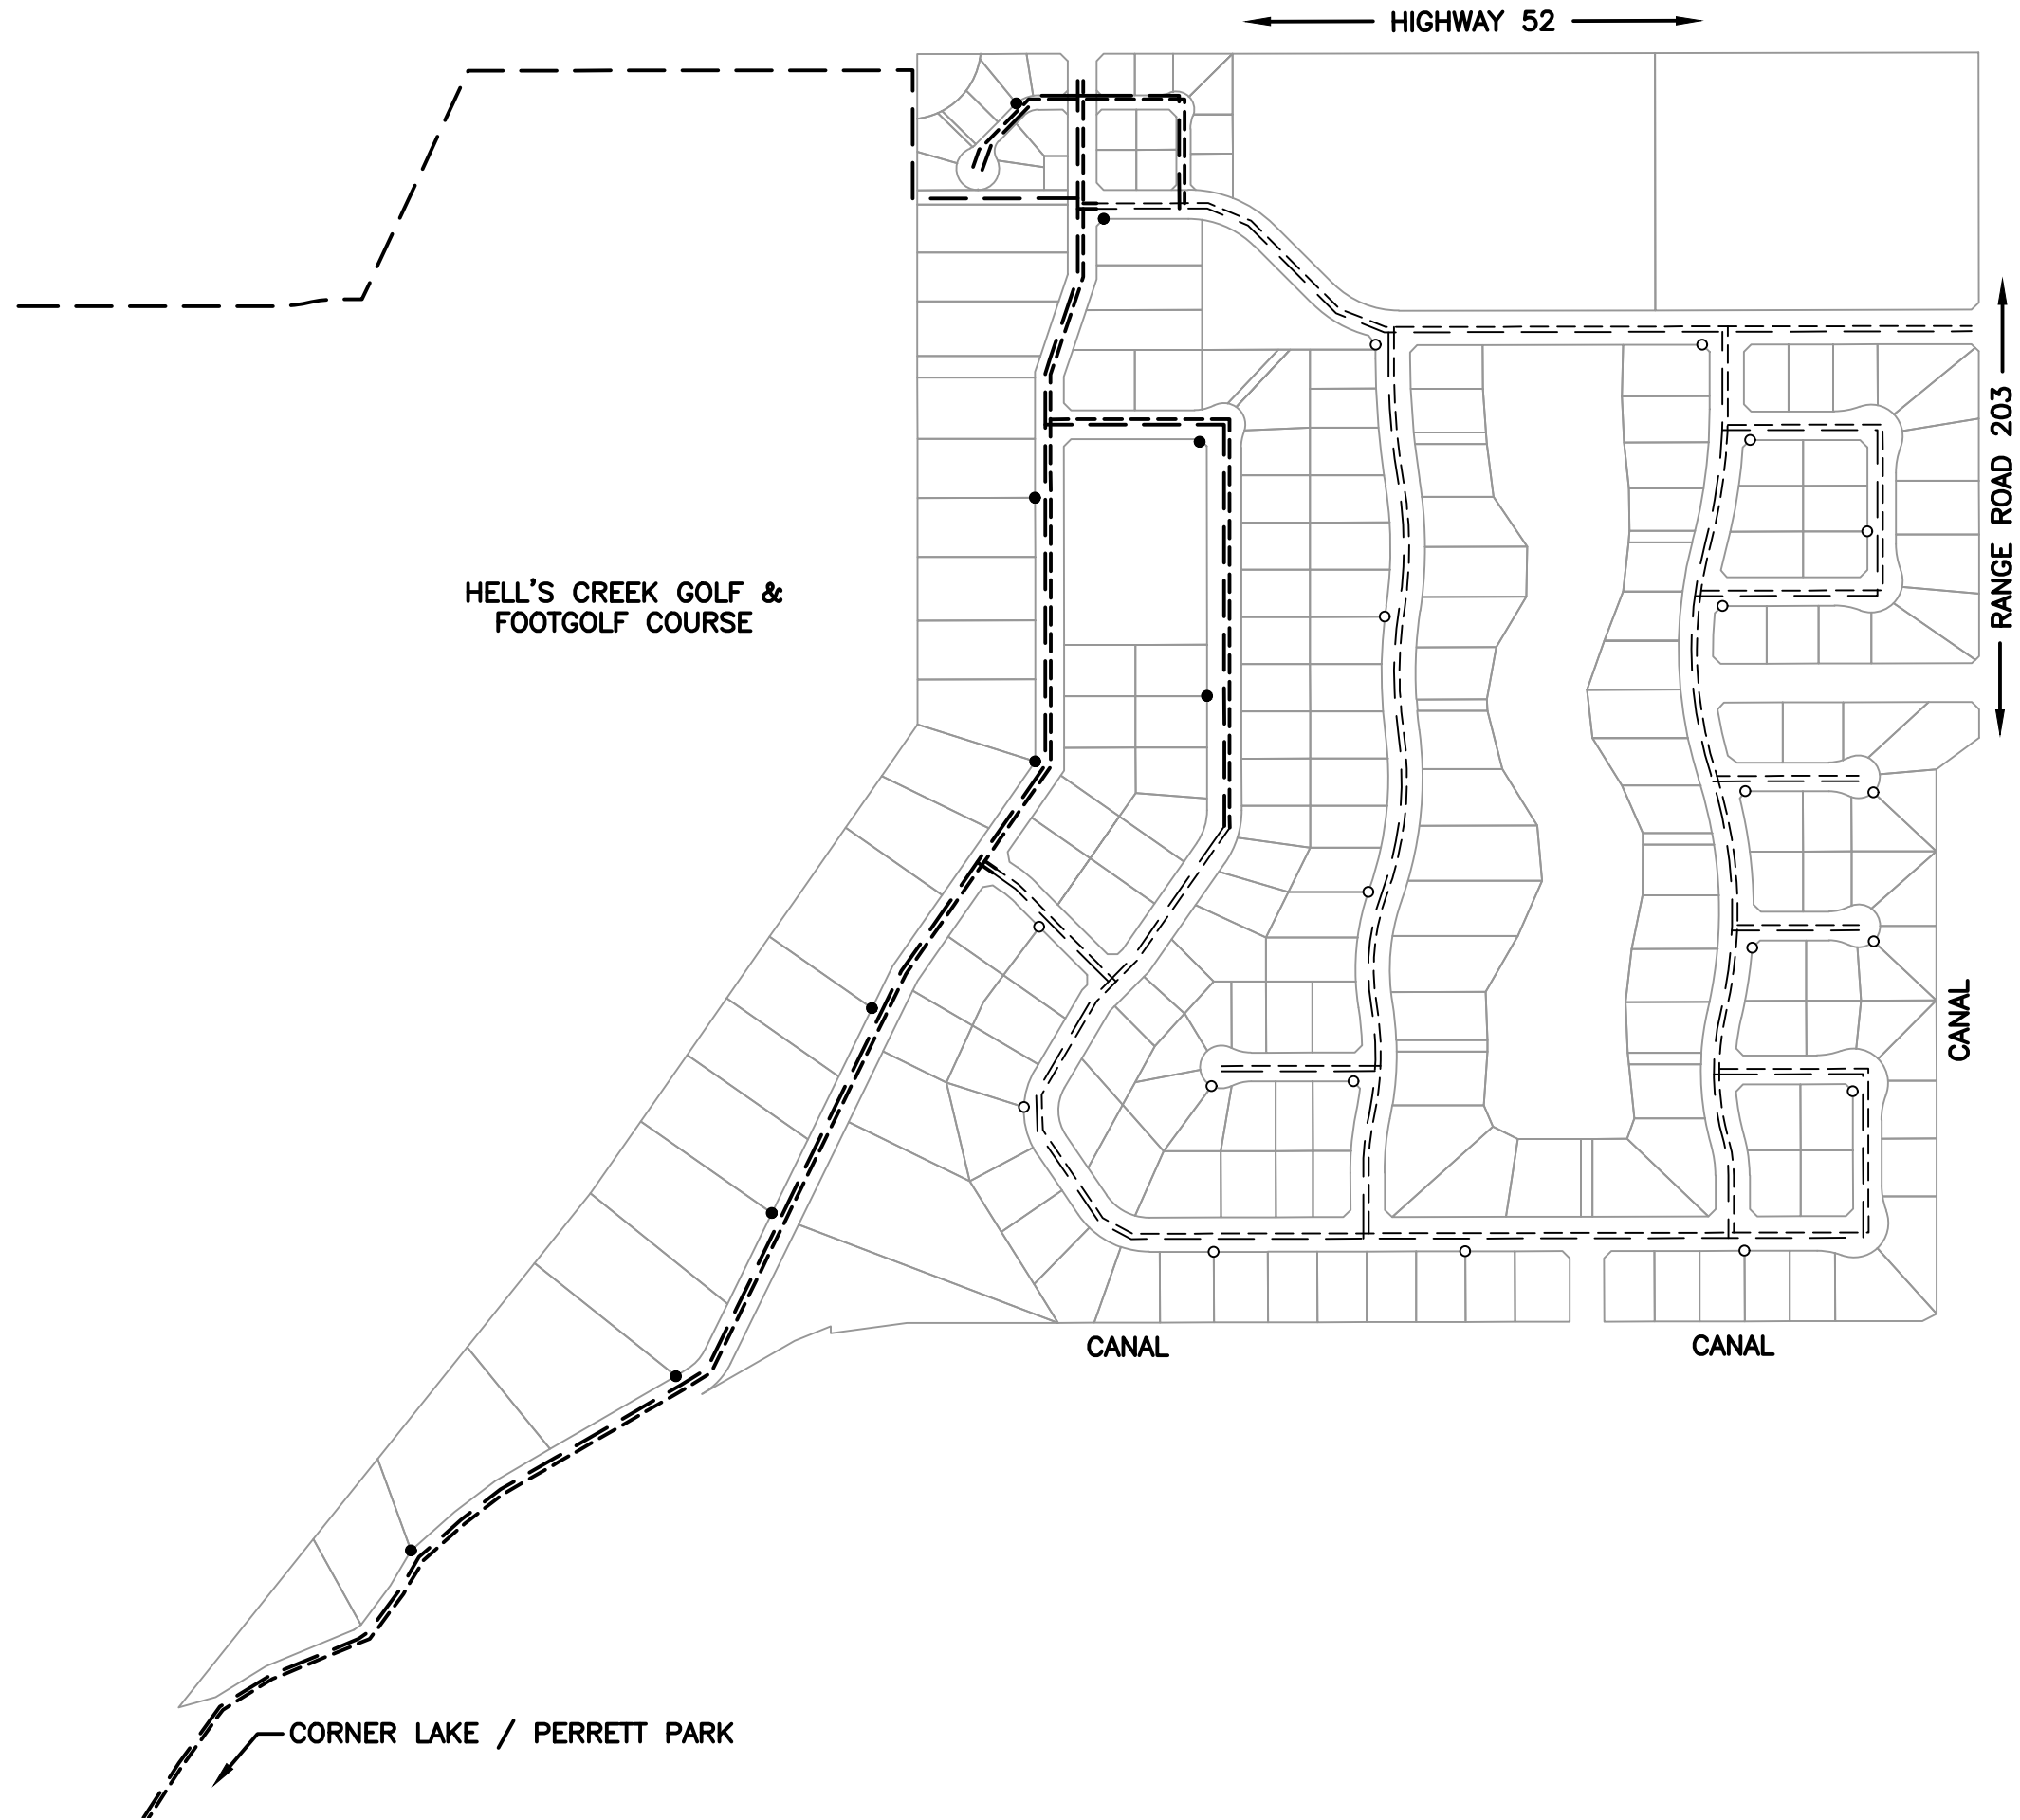 HIGHWAY 52
RANGE ROAD 203
HELL'S CREEK GOLF &
FOOTGOLF COURSE
CANAL
CANAL
CANAL
CORNER LAKE / PERRETT PARK